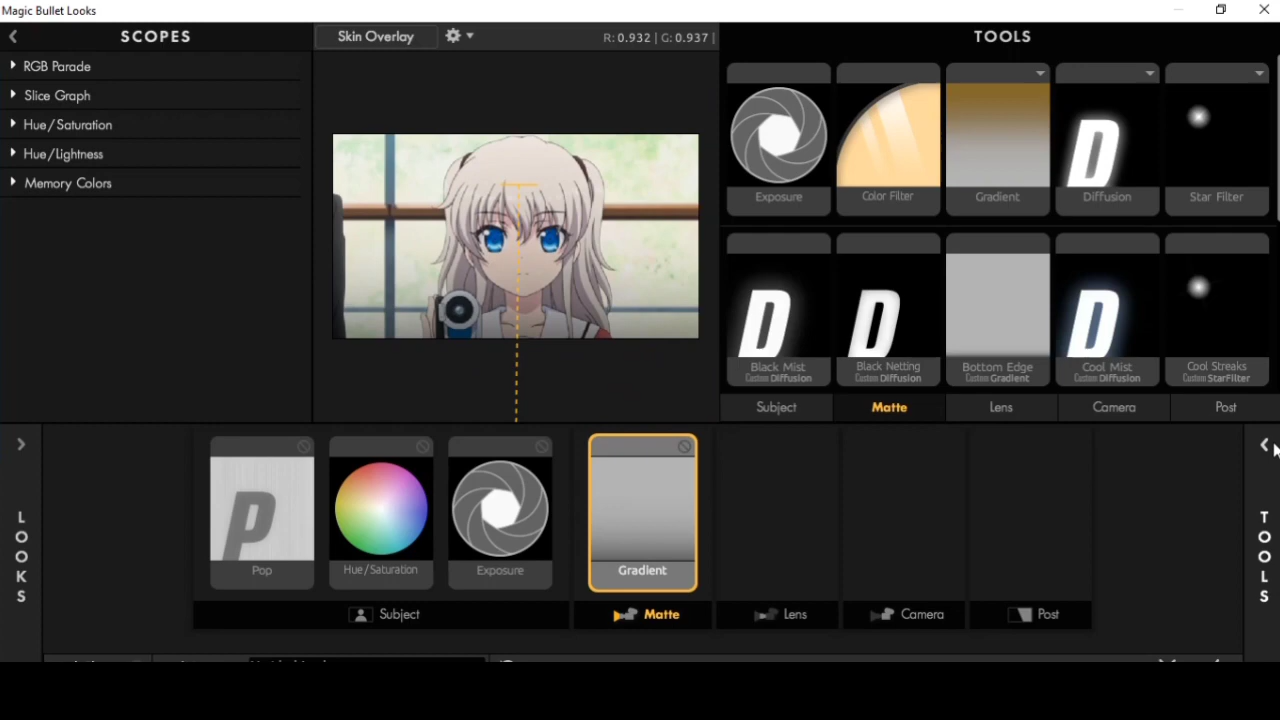 Magic Bullet Looks
SCOPES
RGB Parade
Slice Graph
Hue/Saturation
Hue/Lightness
Memory Colors
Skin Overlay
R: 0.932 | G: 0.937 |
TOOLS
Exposure
Color Filter
Gradient
D
Diffusion
Star Filter
D
Black Mist
Custom Diffusion
D
Black Netting
Custom Diffusion
Bottom Edge
Custom Gradient
D
Cool Mist
Custom Diffusion
Cool Streaks
Custom StarFilter
Subject
Matte
Lens
Camera
Post
LOOKS
P
Pop
Hue/Saturation
Exposure
Gradient
Subject
Matte
Lens
Camera
Post
TOOLS